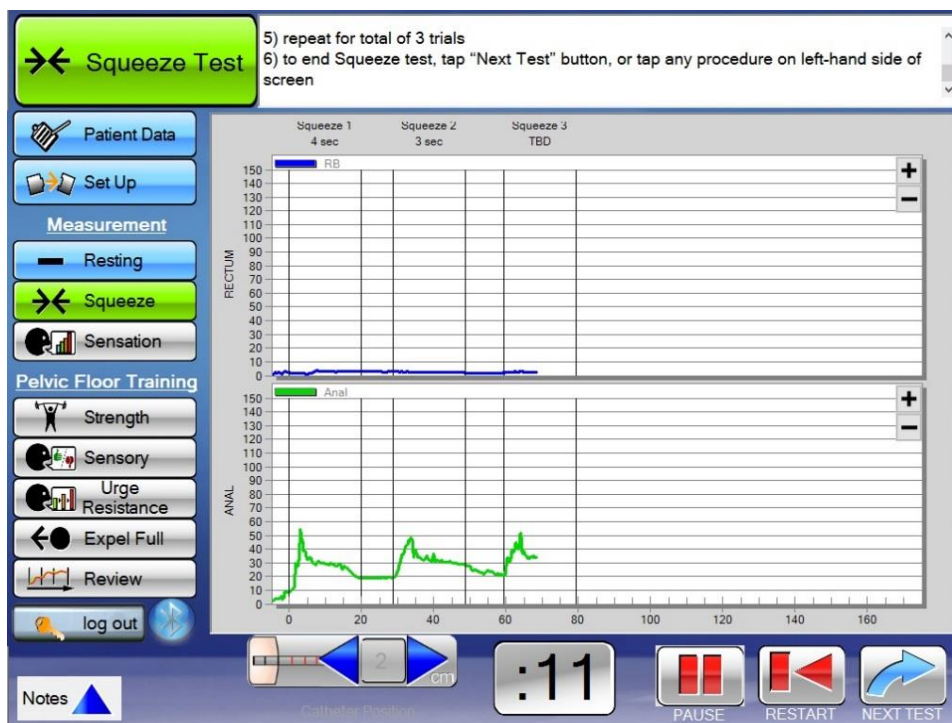 Squeeze Test
5) repeat for total of 3 trials
6) to end Squeeze test, tap “Next Test” button, or tap any procedure on left-hand side of
screen
Patient Data
Set Up
Measurement
Resting
Squeeze
Sensation
Pelvic Floor Training
Strength
Sensory
Urge
Resistance
Expel Full
Review
log out
Notes
Squeeze 1
4 sec
Squeeze 2
3 sec
Squeeze 3
TBD
RB
RECTUM
150
140
130
120
110
100
90
80
70
60
50
40
30
20
10
0
+
−
Anal
ANAL
150
140
130
120
110
100
90
80
70
60
50
40
30
20
10
0
+
−
0 20 40 60 80 100 120 140 160
2
cm
Catheter Position
:11
PAUSE
RESTART
NEXT TEST